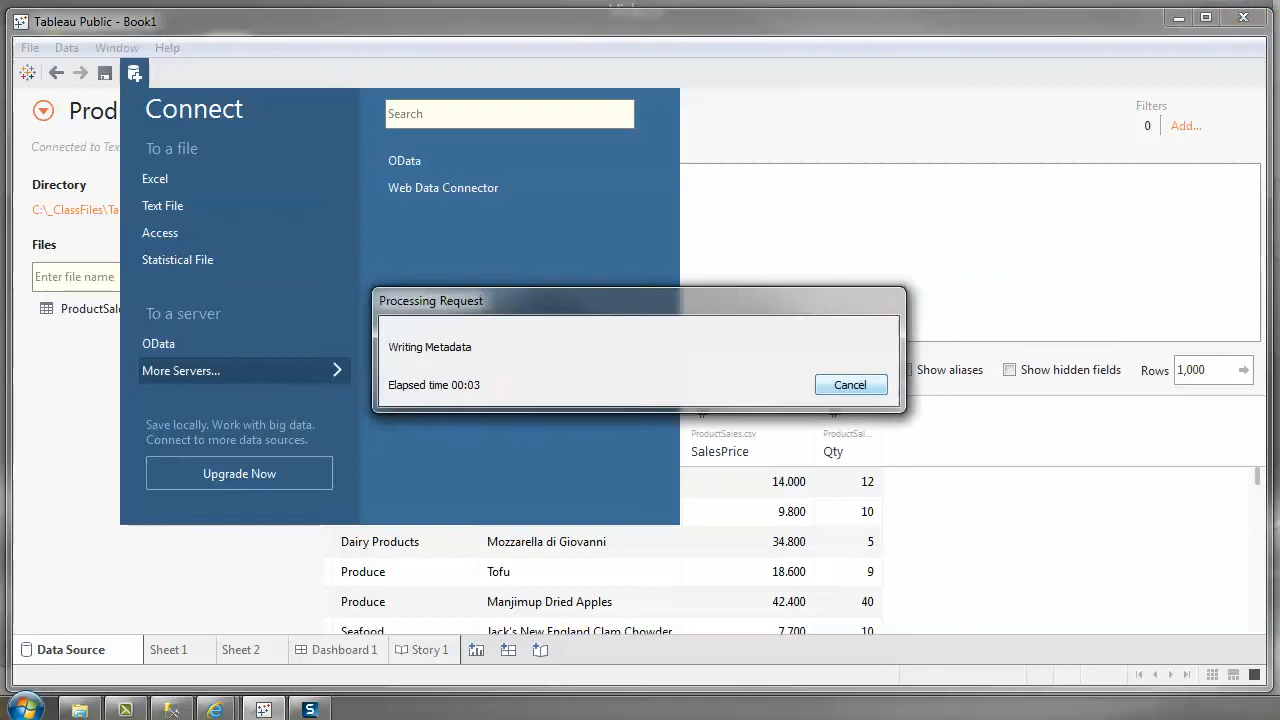 Tableau Public - Book1
File Data Window Help
Prod
Connected to Tex
Directory
C:\_ClassFiles\Ta
Files
Enter file name
ProductSale
Connect
To a file
Excel
Text File
Access
Statistical File
To a server
OData
More Servers...
Save locally. Work with big data.
Connect to more data sources.
Upgrade Now
Search
OData
Web Data Connector
Filters
0 Add...
Processing Request
Writing Metadata
Elapsed time 00:03
Cancel
Show aliases Show hidden fields Rows 1,000
ProductSales.csv ProductSal...
SalesPrice Qty
14.000 12
9.800 10
Dairy Products Mozzarella di Giovanni 34.800 5
Produce Tofu 18.600 9
Produce Manjimup Dried Apples 42.400 40
Seafood Jack's New England Clam Chowder 7.700 10
Data Source Sheet 1 Sheet 2 Dashboard 1 Story 1